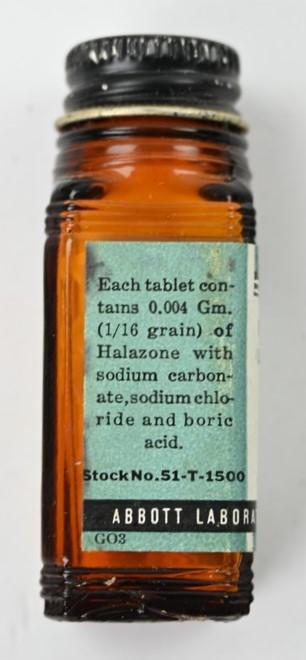 Each tablet con-
tains 0.004 Gm.
(1/16 grain) of
Halazone with
sodium carbon-
ate, sodium chlo-
ride and boric
acid.
Stock No. 51-T-1500
ABBOTT LABORA
GO3